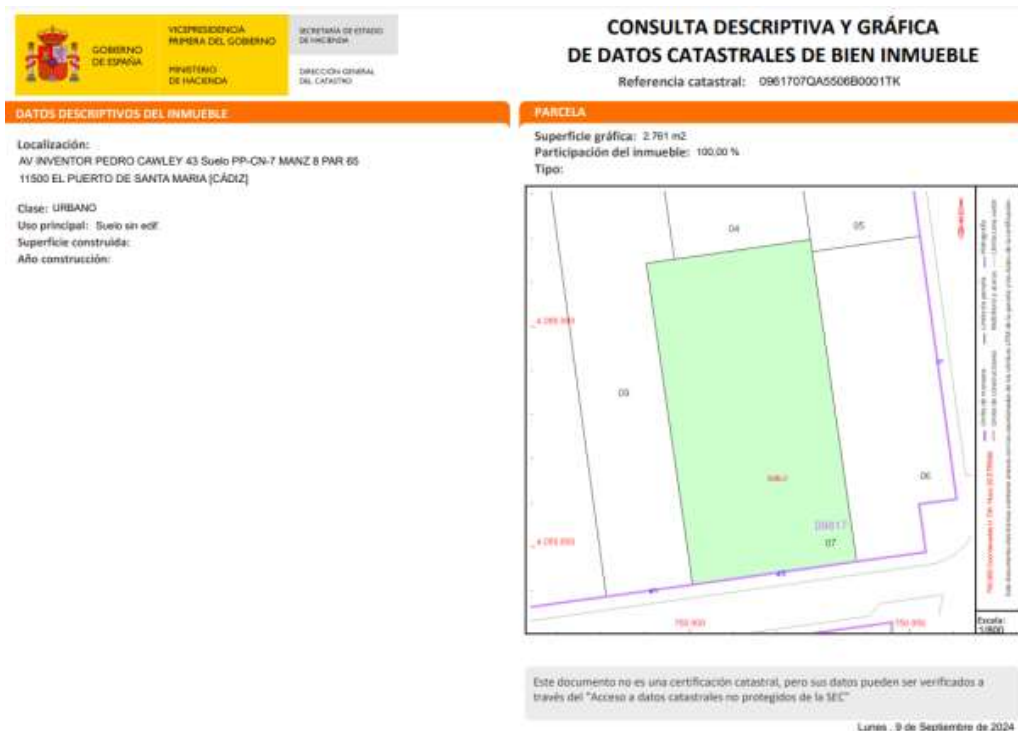 GOBIERNO
DE ESPAÑA
VICEPRESIDENCIA
PRIMERA DEL GOBIERNO
MINISTERIO
DE HACIENDA
SECRETARÍA DE ESTADO
DE HACIENDA
DIRECCIÓN GENERAL
DEL CATASTRO
CONSULTA DESCRIPTIVA Y GRÁFICA
DE DATOS CATASTRALES DE BIEN INMUEBLE
Referencia catastral: 0961707QA5506B0001TK
DATOS DESCRIPTIVOS DEL INMUEBLE
Localización:
AV INVENTOR PEDRO CAWLEY 43 Suelo PP-CN-7 MANZ 8 PAR 65
11500 EL PUERTO DE SANTA MARIA [CÁDIZ]
Clase: URBANO
Uso principal: Suelo sin edif.
Superficie construida:
Año construcción:
PARCELA
Superficie gráfica: 2.761 m2
Participación del inmueble: 100,00 %
Tipo:
04
05
09
06
SUELO
09617
07
43
45
Escala:
1/800
Este documento no es una certificación catastral, pero sus datos pueden ser verificados a
través del "Acceso a datos catastrales no protegidos de la SEC"
Lunes , 9 de Septiembre de 2024